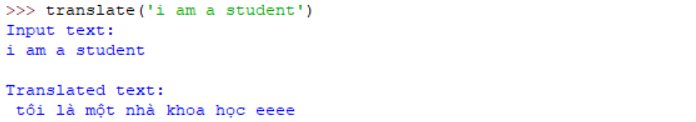 >>> translate('i am a student')
Input text:
i am a student
Translated text:
tôi là một nhà khoa học eeee